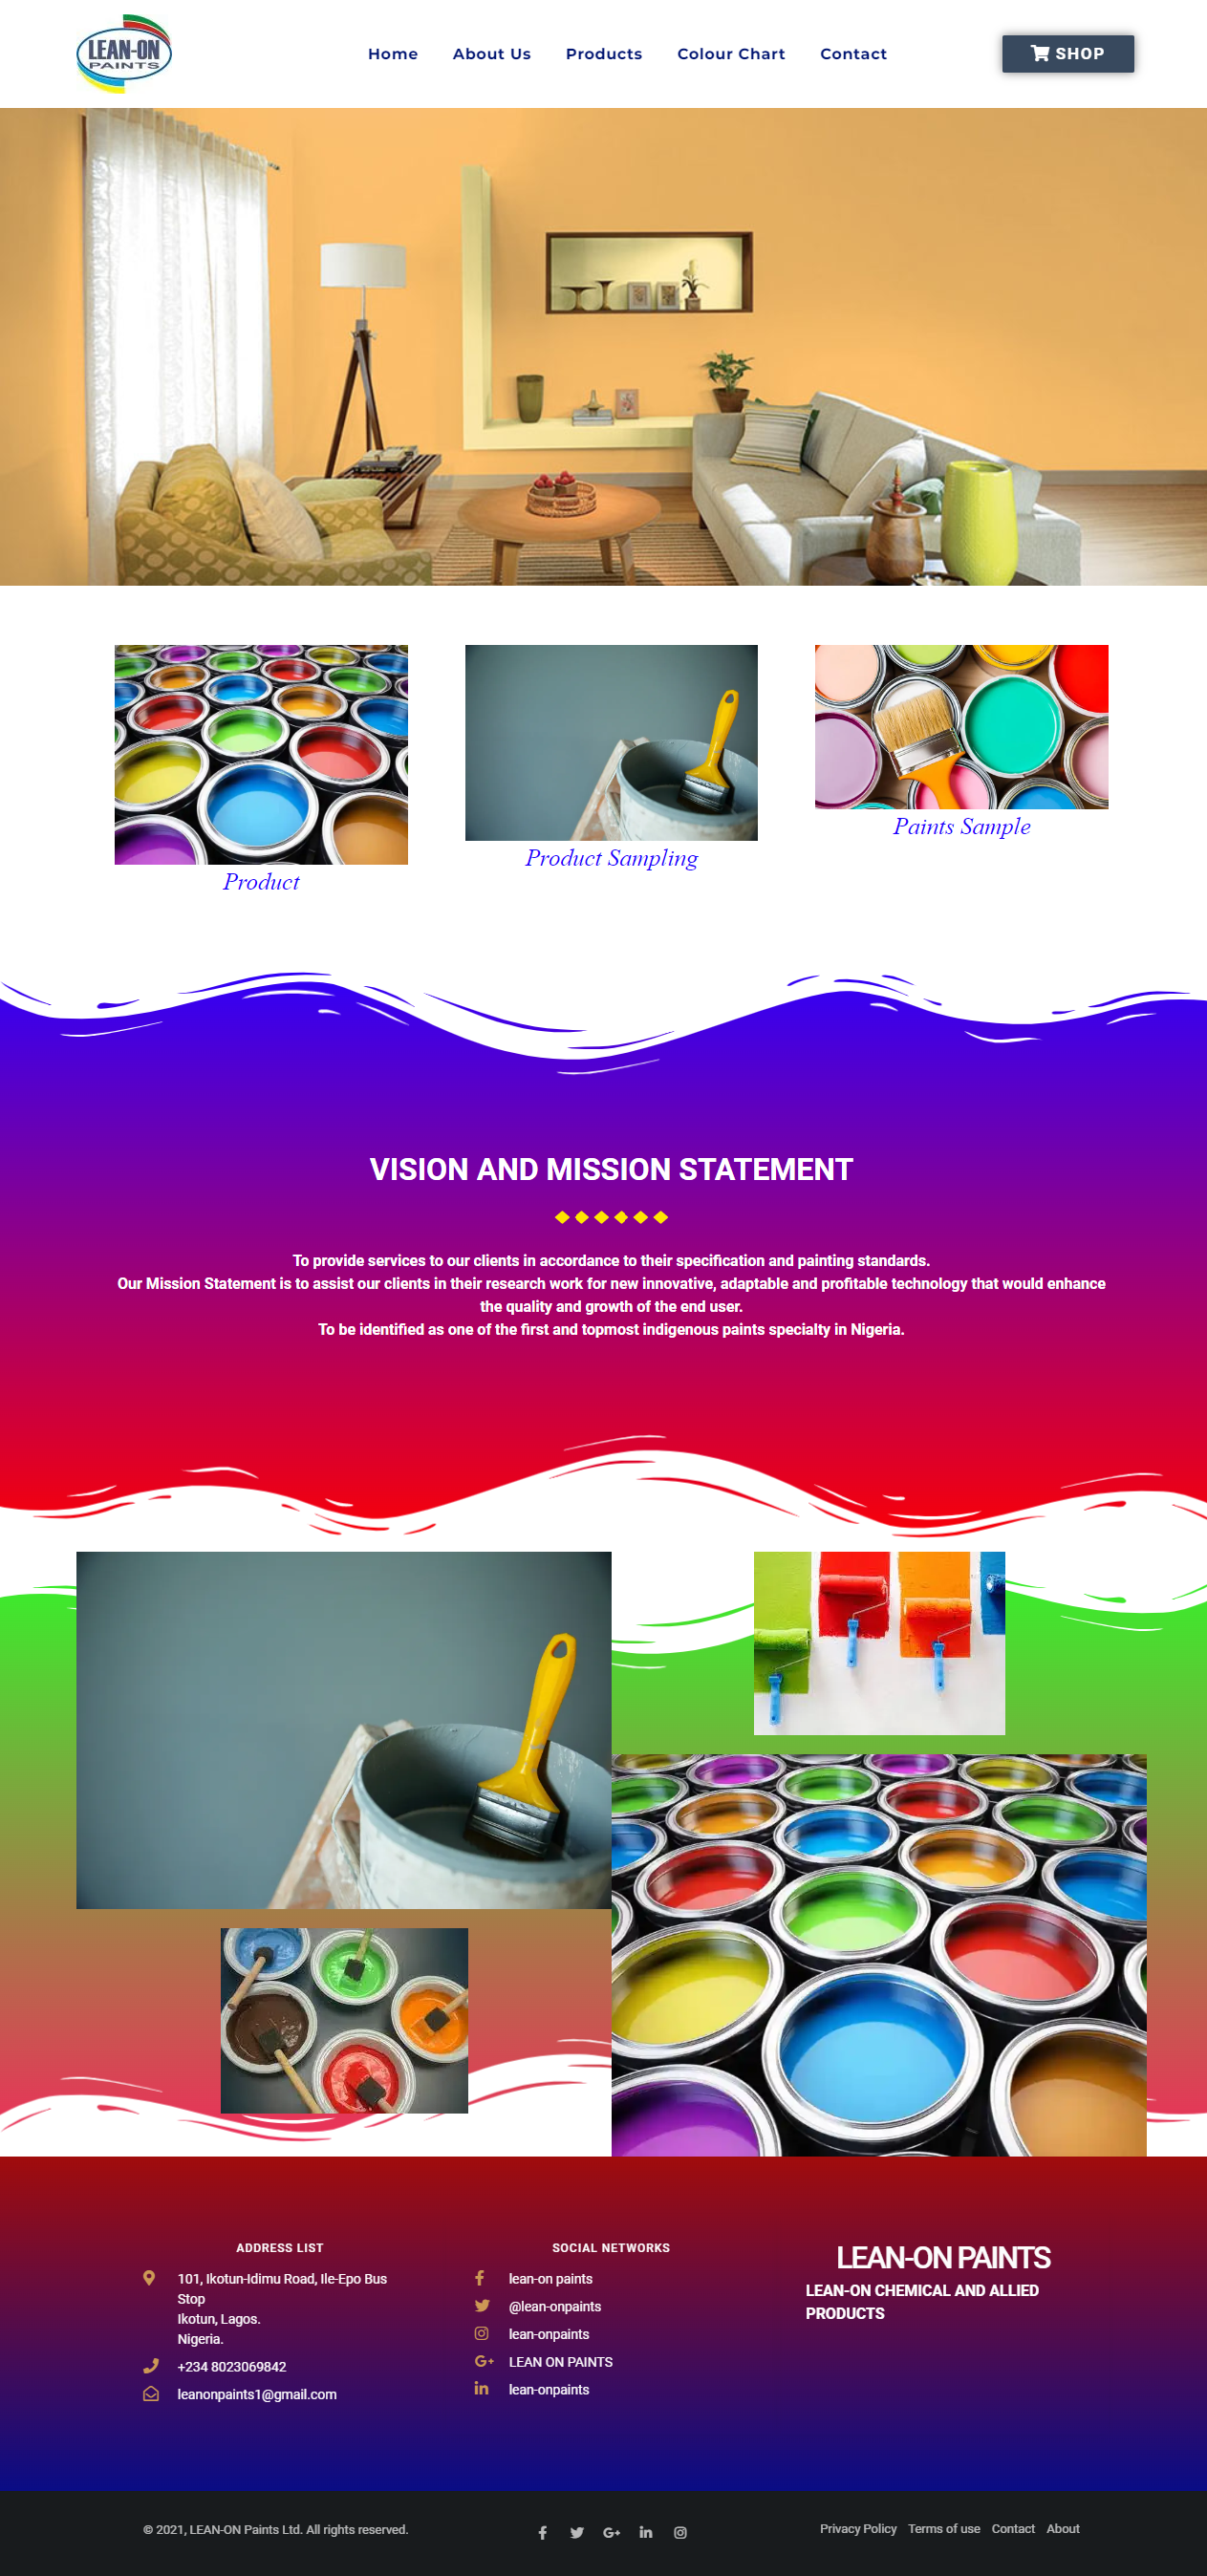 LEAN-ON
PAINTS
Home About Us Products Colour Chart Contact
SHOP
Product
Product Sampling
Paints Sample
VISION AND MISSION STATEMENT
To provide services to our clients in accordance to their specification and painting standards.
Our Mission Statement is to assist our clients in their research work for new innovative, adaptable and profitable technology that would enhance
the quality and growth of the end user.
To be identified as one of the first and topmost indigenous paints specialty in Nigeria.
ADDRESS LIST
101, Ikotun-Idimu Road, Ile-Epo Bus
Stop
Ikotun, Lagos.
Nigeria.
+234 8023069842
leanonpaints1@gmail.com
SOCIAL NETWORKS
lean-on paints
@lean-onpaints
lean-onpaints
LEAN ON PAINTS
lean-onpaints
LEAN-ON PAINTS
LEAN-ON CHEMICAL AND ALLIED
PRODUCTS
© 2021, LEAN-ON Paints Ltd. All rights reserved.
Privacy Policy Terms of use Contact About